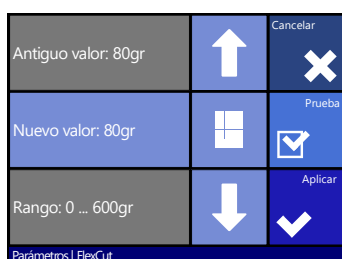 Antiguo valor: 80gr
Cancelar
Nuevo valor: 80gr
Prueba
Rango: 0 ... 600gr
Aplicar
Parámetros | FlexCut